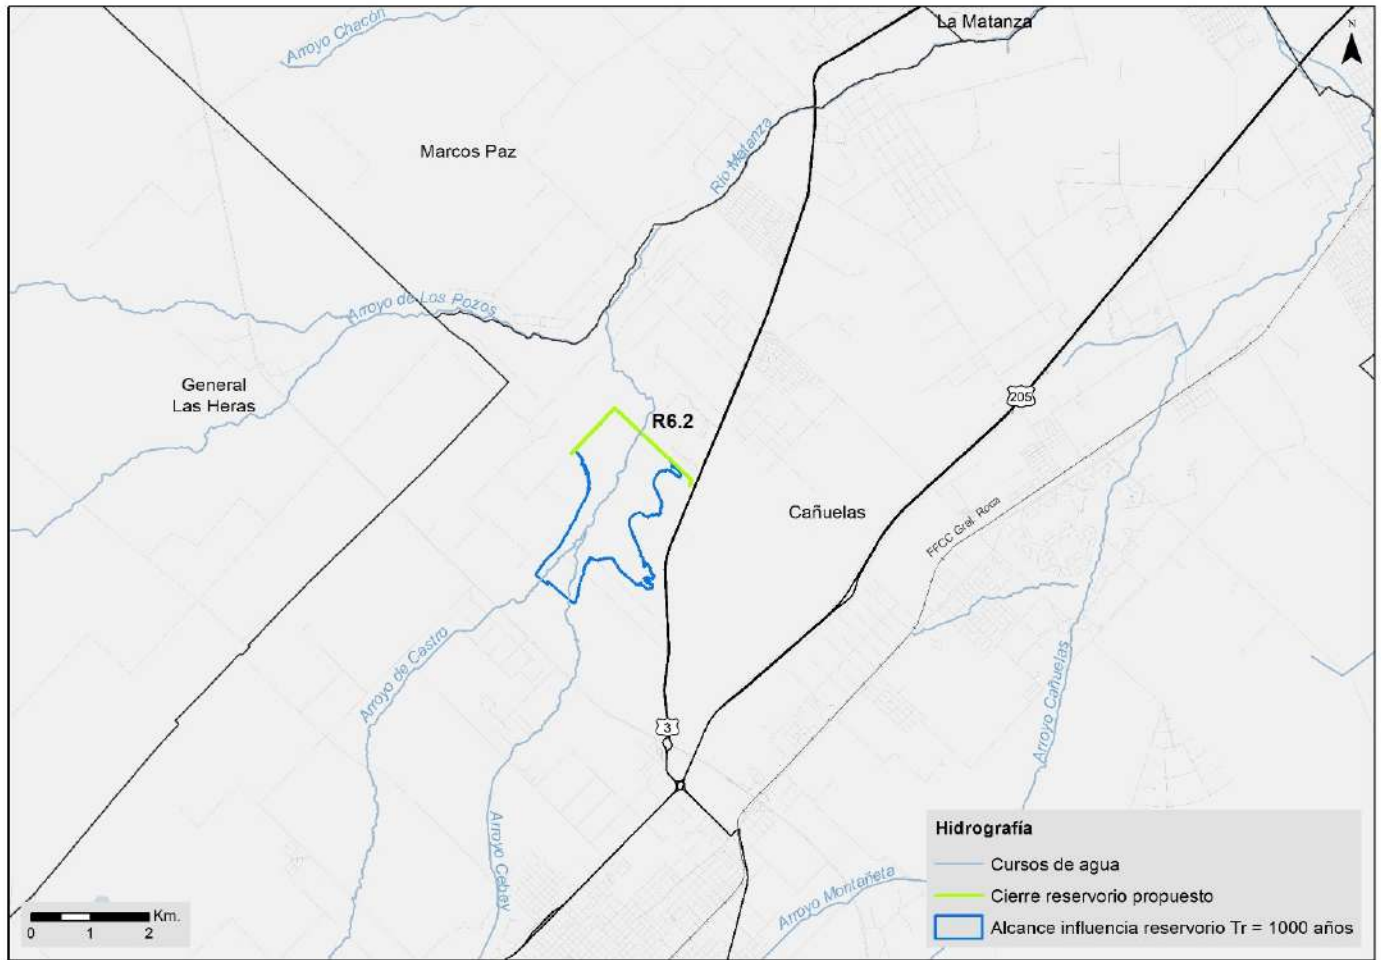 La Matanza
N
Arroyo Chacón
Marcos Paz
Río Matanza
Arroyo de Los Pozos
General
Las Heras
205
R6.2
Cañuelas
FFCC Gral. Roca
Arroyo de Castro
Arroyo Cañuelas
3
Arroyo Cebey
Arroyo Montañeta
Hidrografía
Cursos de agua
Cierre reservorio propuesto
Alcance influencia reservorio Tr = 1000 años
Km.
0 1 2